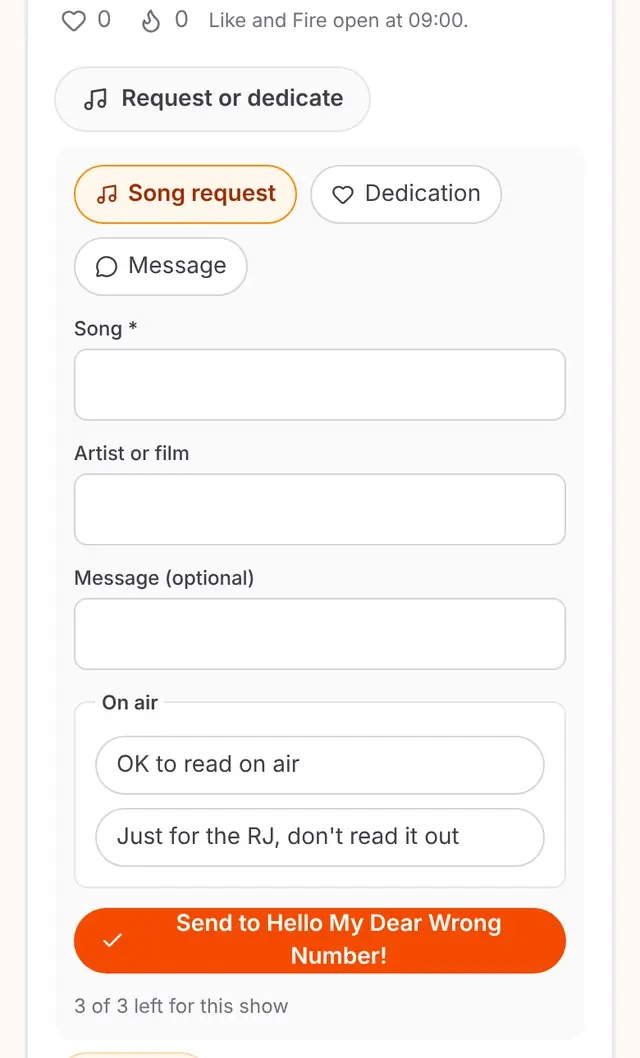 0 0 Like and Fire open at 09:00.
Request or dedicate
Song request
Dedication
Message
Song *
Artist or film
Message (optional)
On air
OK to read on air
Just for the RJ, don't read it out
Send to Hello My Dear Wrong
Number!
3 of 3 left for this show